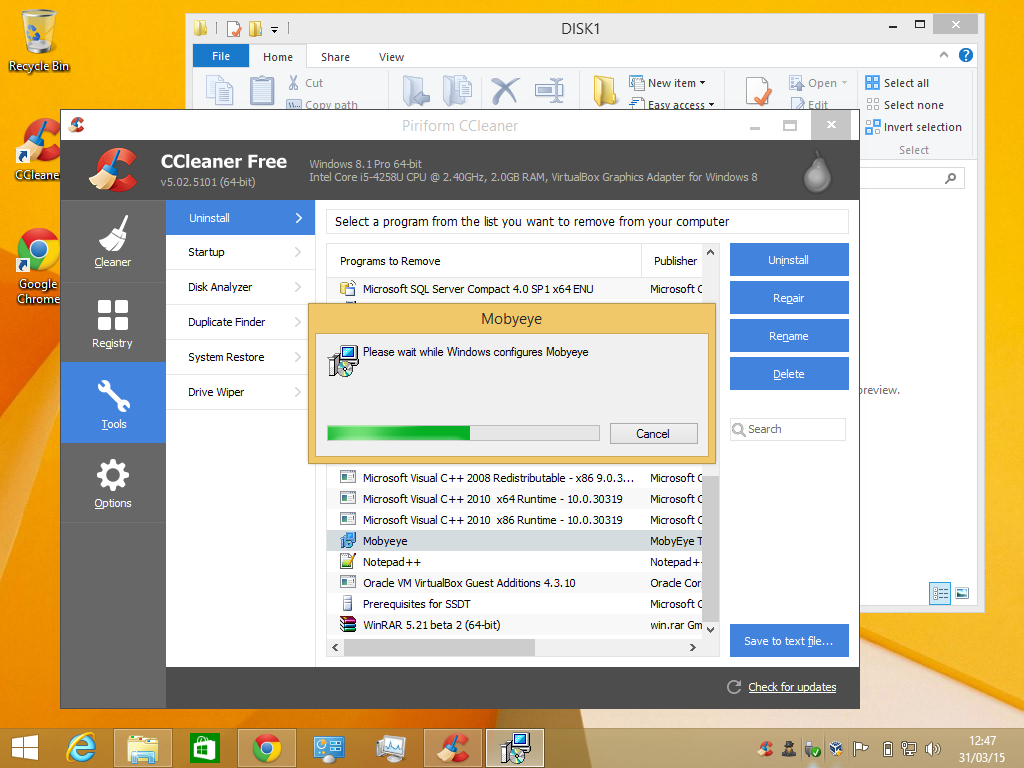 Recycle Bin
CCleane
Google
Chrome
DISK1
File
Home
Share
View
Cut
Copy path
New item
Easy access
Open
Edit
Select all
Select none
Invert selection
Select
preview.
Piriform CCleaner
CCleaner Free
v5.02.5101 (64-bit)
Windows 8.1 Pro 64-bit
Intel Core i5-4258U CPU @ 2.40GHz, 2.0GB RAM, VirtualBox Graphics Adapter for Windows 8
Cleaner
Registry
Tools
Options
Uninstall
Startup
Disk Analyzer
Duplicate Finder
System Restore
Drive Wiper
Select a program from the list you want to remove from your computer
Programs to Remove
Publisher
Microsoft SQL Server Compact 4.0 SP1 x64 ENU
Microsoft C
Mobyeye
Please wait while Windows configures Mobyeye
Cancel
Microsoft Visual C++ 2008 Redistributable - x86 9.0.3...
Microsoft C
Microsoft Visual C++ 2010 x64 Runtime - 10.0.30319
Microsoft C
Microsoft Visual C++ 2010 x86 Runtime - 10.0.30319
Microsoft C
Mobyeye
MobyEye T
Notepad++
Notepad+
Oracle VM VirtualBox Guest Additions 4.3.10
Oracle Cor
Prerequisites for SSDT
Microsoft C
WinRAR 5.21 beta 2 (64-bit)
win.rar Gm
Uninstall
Repair
Rename
Delete
Search
Save to text file...
Check for updates
12:47
31/03/15